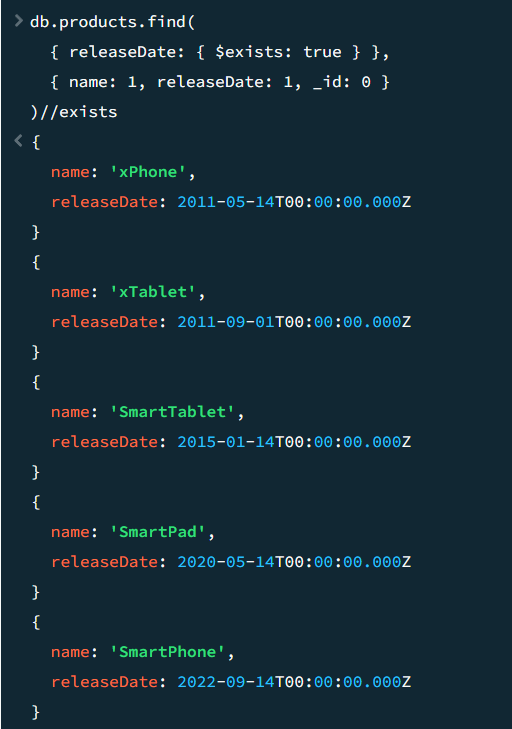 db.products.find(
{ releaseDate: { $exists: true } },
{ name: 1, releaseDate: 1, _id: 0 }
)//exists
{
name: 'xPhone',
releaseDate: 2011-05-14T00:00:00.000Z
}
{
name: 'xTablet',
releaseDate: 2011-09-01T00:00:00.000Z
}
{
name: 'SmartTablet',
releaseDate: 2015-01-14T00:00:00.000Z
}
{
name: 'SmartPad',
releaseDate: 2020-05-14T00:00:00.000Z
}
{
name: 'SmartPhone',
releaseDate: 2022-09-14T00:00:00.000Z
}